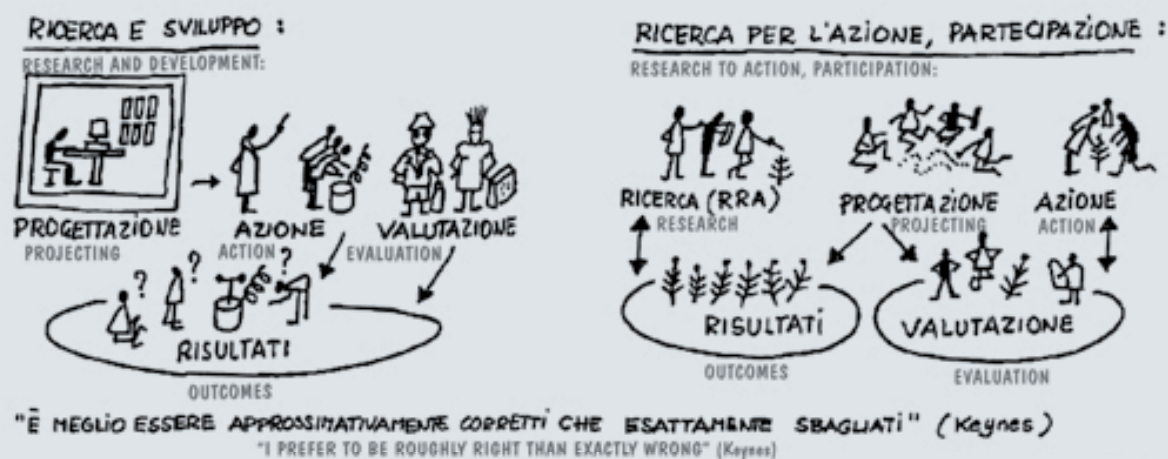 RICERCA E SVILUPPO :
RESEARCH AND DEVELOPMENT:
PROGETTAZIONE
PROJECTING
AZIONE
ACTION
VALUTAZIONE
EVALUATION
? ? ?
RISULTATI
OUTCOMES
RICERCA PER L'AZIONE, PARTECIPAZIONE :
RESEARCH TO ACTION, PARTICIPATION:
RICERCA (RRA)
RESEARCH
PROGETTAZIONE
PROJECTING
AZIONE
ACTION
RISULTATI
OUTCOMES
VALUTAZIONE
EVALUATION
"È MEGLIO ESSERE APPROSSIMATIVAMENTE CORRETTI CHE ESATTAMENTE SBAGLIATI" (Keynes)
"I PREFER TO BE ROUGHLY RIGHT THAN EXACTLY WRONG" (Keynes)